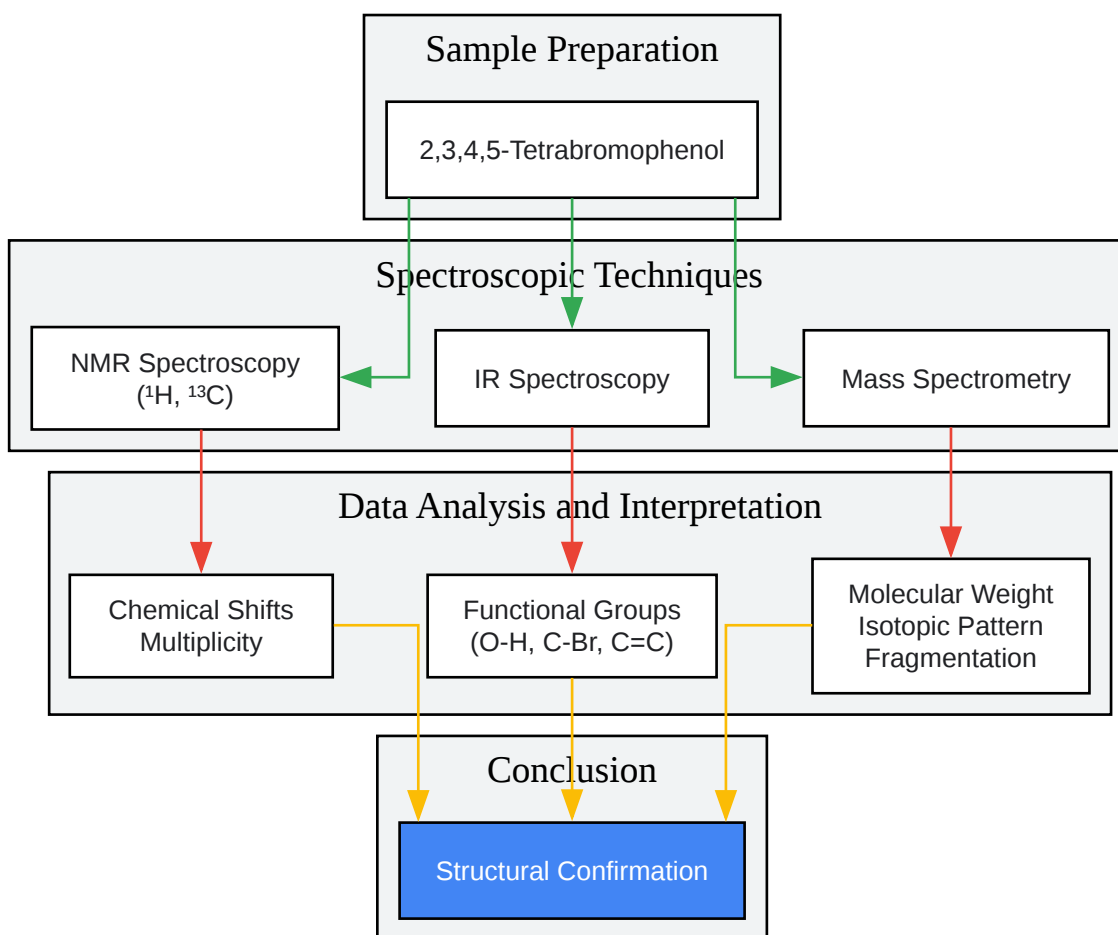 Sample Preparation
2,3,4,5-Tetrabromophenol
Spectroscopic Techniques
NMR Spectroscopy
(¹H, ¹³C)
IR Spectroscopy
Mass Spectrometry
Data Analysis and Interpretation
Chemical Shifts
Multiplicity
Functional Groups
(O-H, C-Br, C=C)
Molecular Weight
Isotopic Pattern
Fragmentation
Conclusion
Structural Confirmation